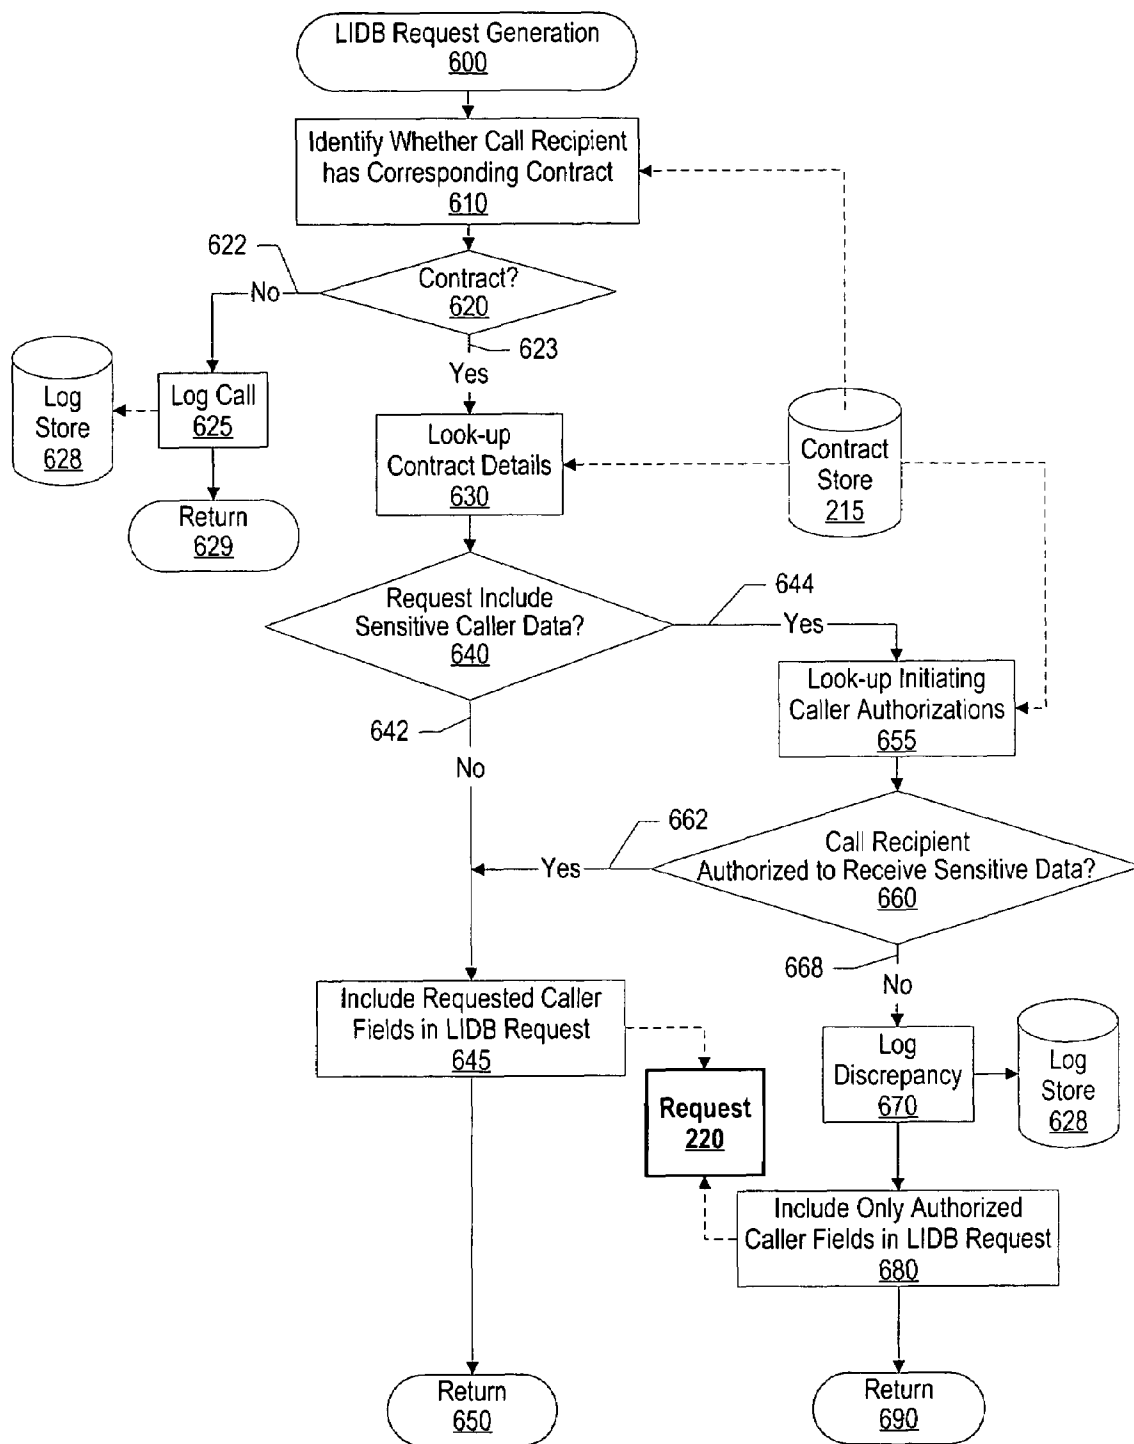 LIDB Request Generation
600
Identify Whether Call Recipient
has Corresponding Contract
610
622
Contract?
620
No
623
Yes
Log
Store
628
Log Call
625
Look-up
Contract Details
630
Contract
Store
215
Return
629
Request Include
Sensitive Caller Data?
640
644
Yes
Look-up Initiating
Caller Authorizations
655
642
No
662
Yes
Call Recipient
Authorized to Receive Sensitive Data?
660
668
No
Include Requested Caller
Fields in LIDB Request
645
Log
Discrepancy
670
Log
Store
628
Request
220
Include Only Authorized
Caller Fields in LIDB Request
680
Return
650
Return
690